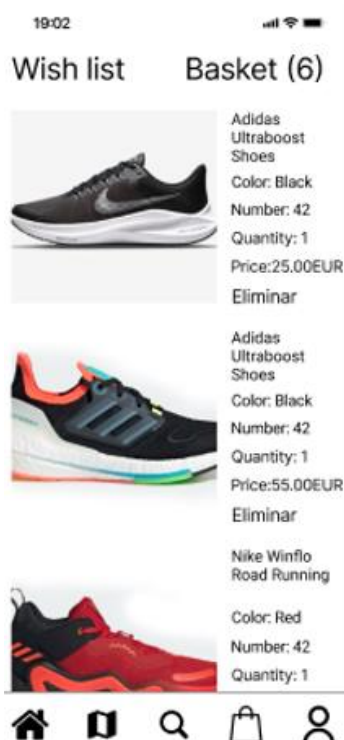 19:02
Wish list Basket (6)
Adidas
Ultraboost
Shoes
Color: Black
Number: 42
Quantity: 1
Price:25.00EUR
Eliminar
Adidas
Ultraboost
Shoes
Color: Black
Number: 42
Quantity: 1
Price:55.00EUR
Eliminar
Nike Winflo
Road Running
Color: Red
Number: 42
Quantity: 1